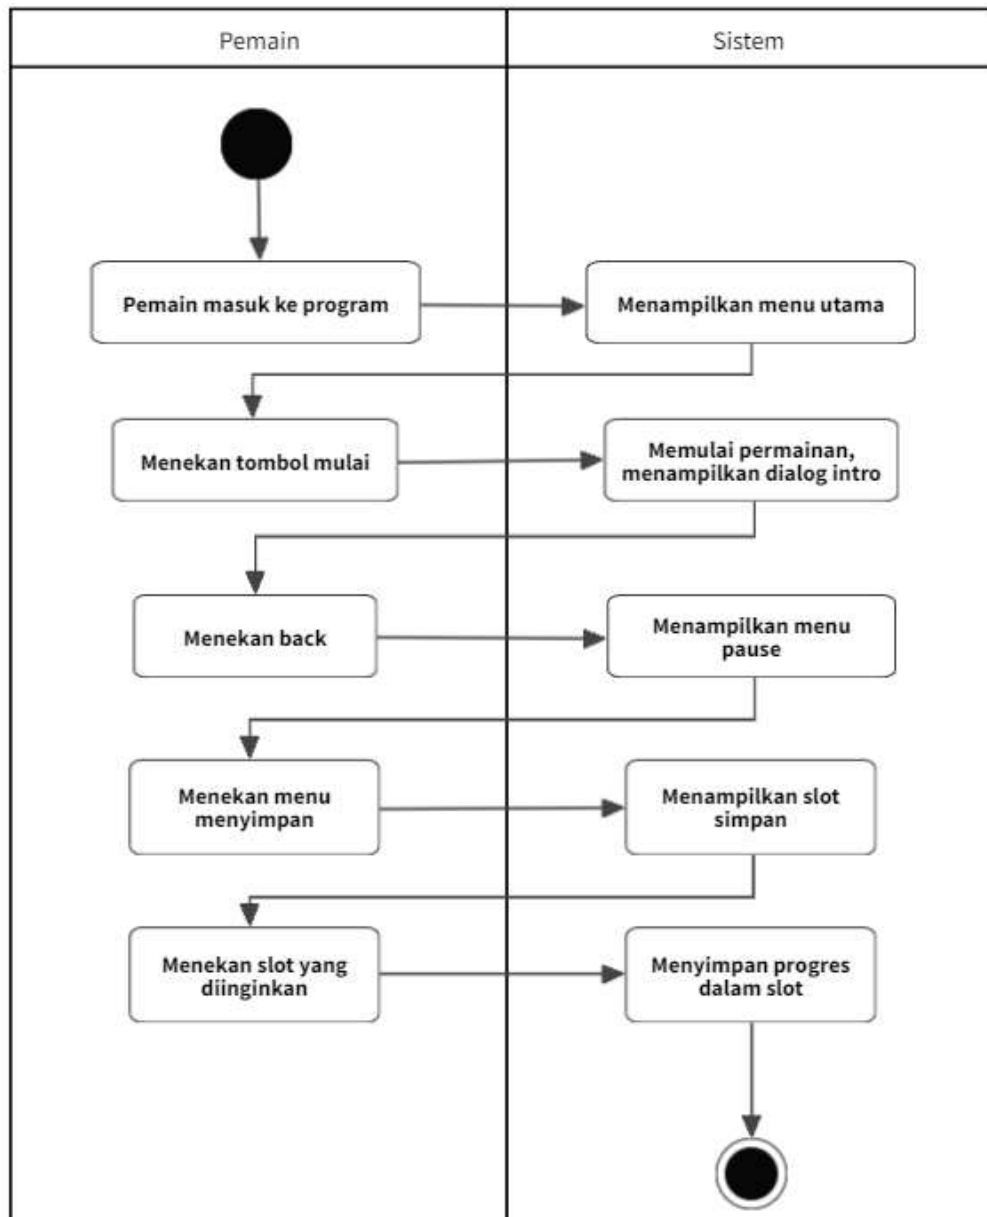 Pemain
Sistem
Pemain masuk ke program
Menampilkan menu utama
Menekan tombol mulai
Memulai permainan,
menampilkan dialog intro
Menekan back
Menampilkan menu
pause
Menekan menu
menyimpan
Menampilkan slot
simpan
Menekan slot yang
diinginkan
Menyimpan progres
dalam slot